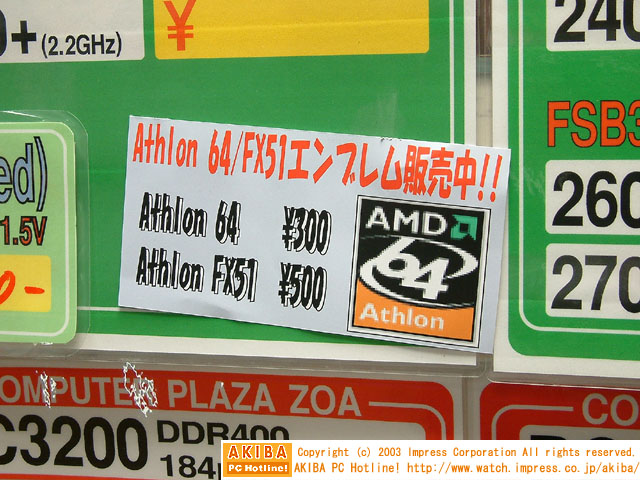 0+(2.2GHz)
¥
240
FSB3
260
270
ed)
1.5V
0-
Athlon 64/FX51エンブレム販売中!!
Athlon 64 ¥300
Athlon FX51 ¥500
AMD
64
Athlon
COMPUTER PLAZA ZOA
C3200 DDR400
184
CO
AKIBA
PC Hotline!
Copyright (c) 2003 Impress Corporation All rights reserved.
AKIBA PC Hotline! http://www.watch.impress.co.jp/akiba/